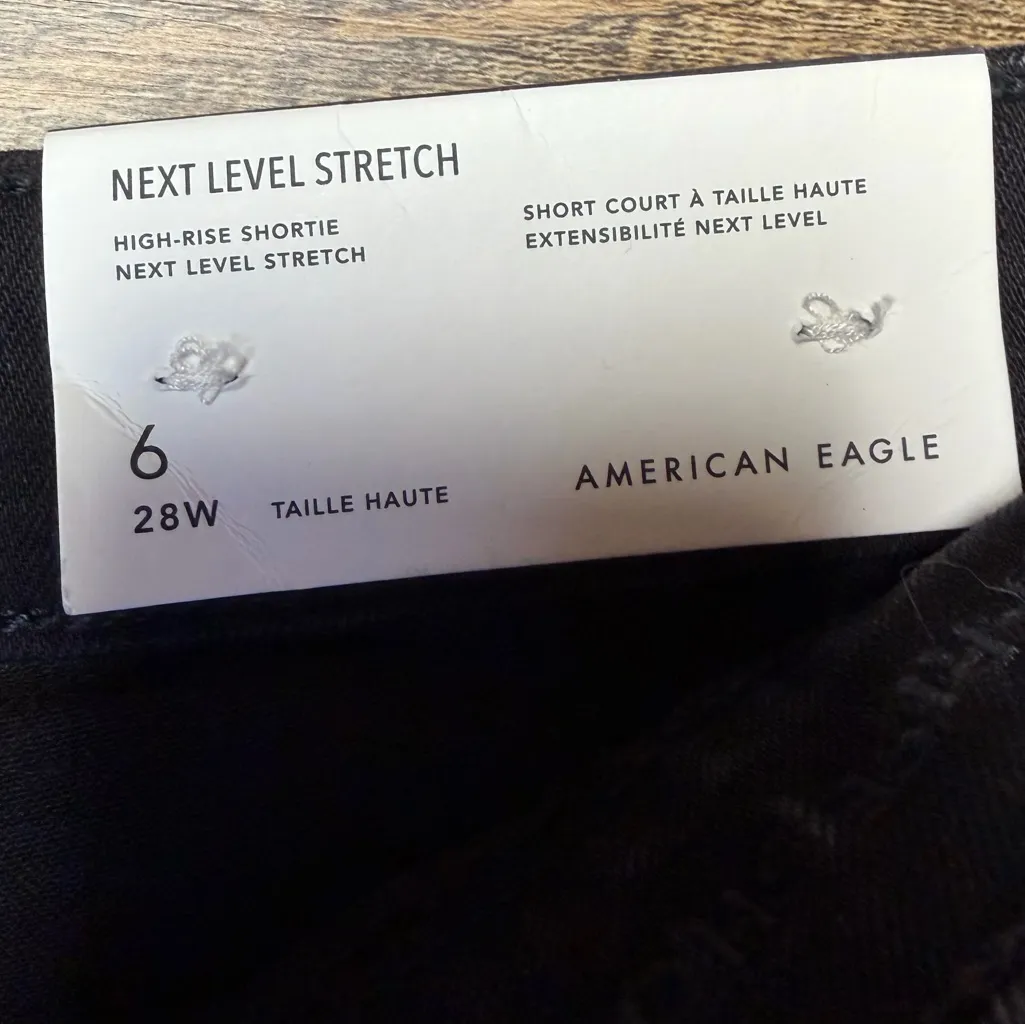 NEXT LEVEL STRETCH
HIGH-RISE SHORTIE
NEXT LEVEL STRETCH
SHORT COURT À TAILLE HAUTE
EXTENSIBILITÉ NEXT LEVEL
6
28W
TAILLE HAUTE
AMERICAN EAGLE